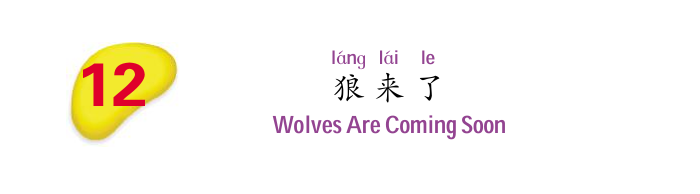 12
láng lái le
狼来了
Wolves Are Coming Soon